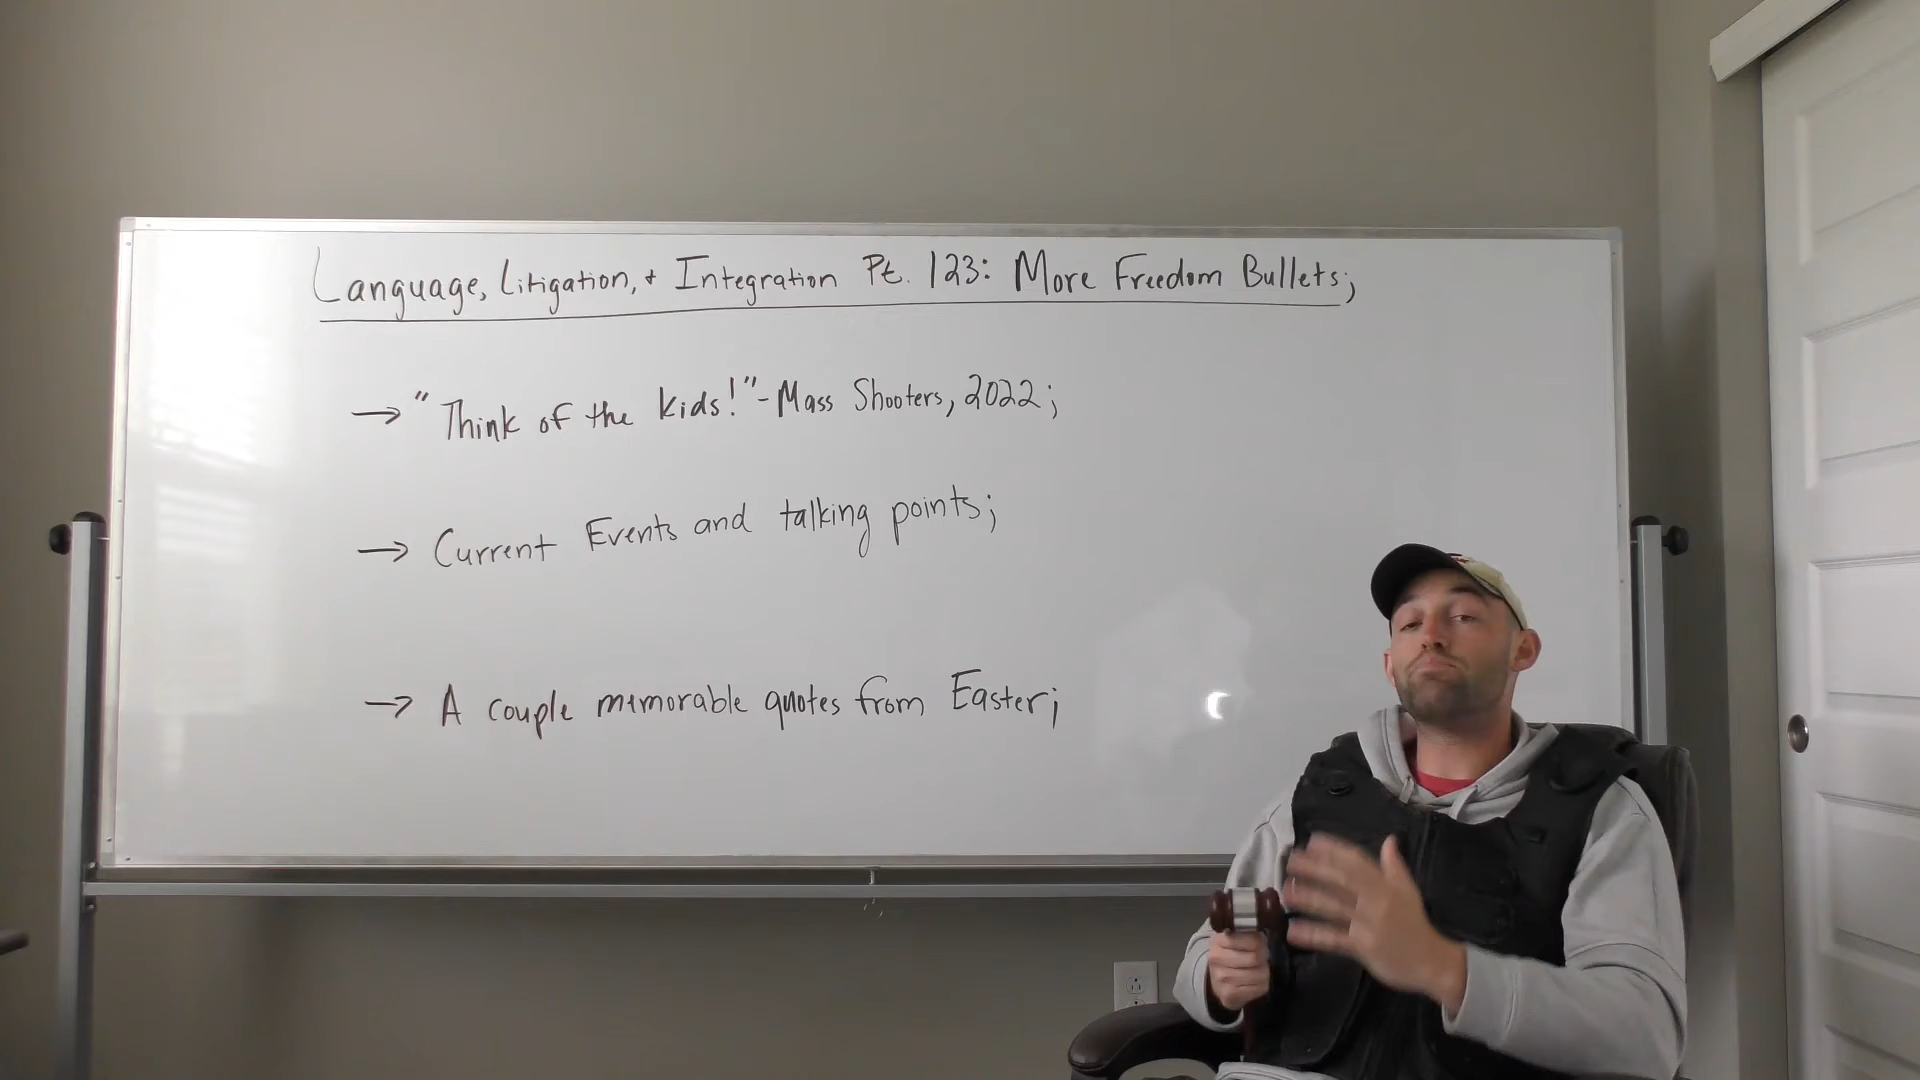 Language, Litigation, + Integration Pt. 123: More Freedom Bullets;
→ "Think of the kids!" - Mass Shooters, 2022;
→ Current Events and talking points;
→ A couple memorable quotes from Easter;